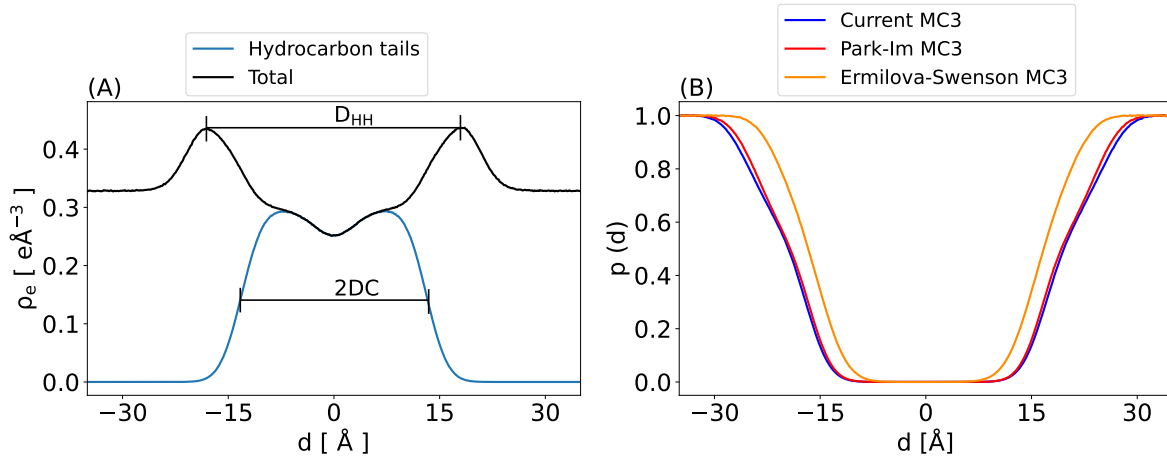 Hydrocarbon tails
Total
(A)
D_HH
2DC
0.4
0.3
0.2
0.1
0.0
ρ_e [ eÅ⁻³ ]
−30 −15 0 15 30
d [ Å ]
Current MC3
Park-Im MC3
Ermilova-Swenson MC3
(B)
1.0
0.8
0.6
0.4
0.2
0.0
p (d)
−30 −15 0 15 30
d [Å]